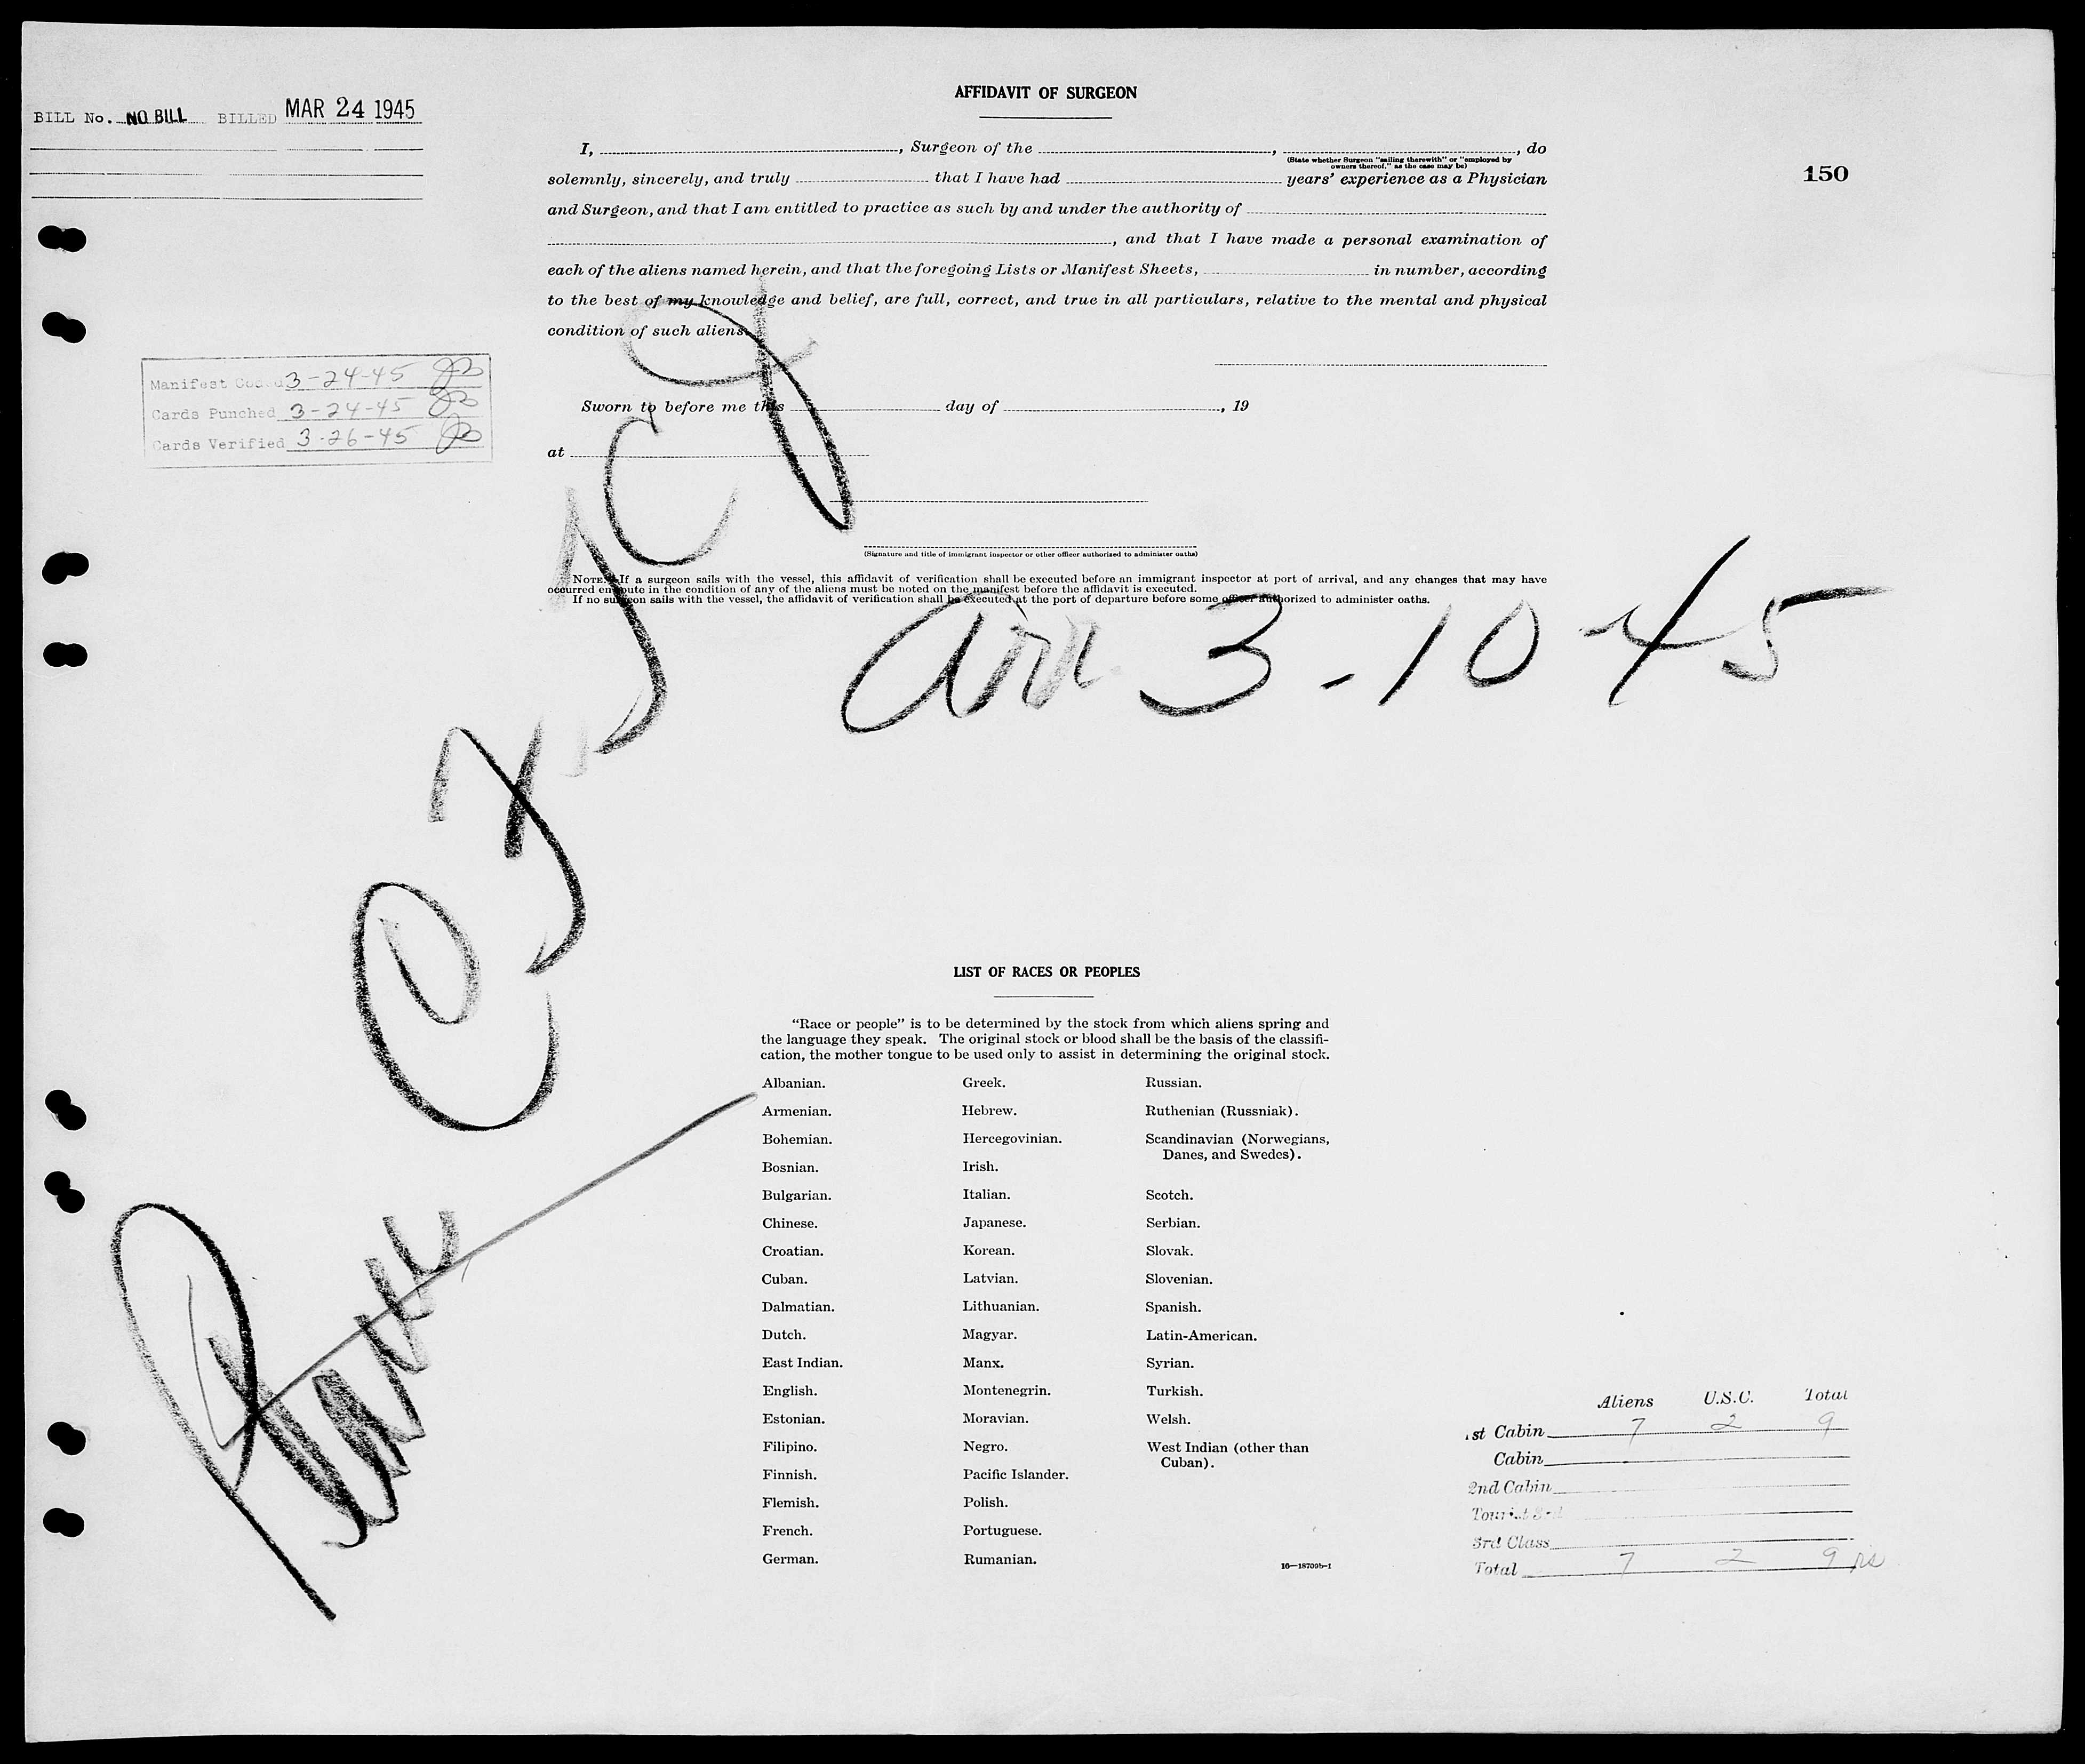 BILL No. NO BILL BILLED MAR 24 1945
AFFIDAVIT OF SURGEON
150
I, , Surgeon of the , , do
(State whether Surgeon "sailing therewith" or "employed by
owners thereof," as the case may be)
solemnly, sincerely, and truly that I have had years' experience as a Physician
and Surgeon, and that I am entitled to practice as such by and under the authority of
, and that I have made a personal examination of
each of the aliens named herein, and that the foregoing Lists or Manifest Sheets, in number, according
to the best of my knowledge and belief, are full, correct, and true in all particulars, relative to the mental and physical
condition of such aliens.
Manifest Coded 3-24-45
Cards Punched 3-24-45
Cards Verified 3-26-45
Sworn to before me this day of , 19
at
(Signature and title of immigrant inspector or other officer authorized to administer oaths)
NOTE.—If a surgeon sails with the vessel, this affidavit of verification shall be executed before an immigrant inspector at port of arrival, and any changes that may have
occurred en route in the condition of any of the aliens must be noted on the manifest before the affidavit is executed.
If no surgeon sails with the vessel, the affidavit of verification shall be executed at the port of departure before some officer authorized to administer oaths.
Arr 3-10-45
Plane
LIST OF RACES OR PEOPLES
"Race or people" is to be determined by the stock from which aliens spring and
the language they speak. The original stock or blood shall be the basis of the classifi-
cation, the mother tongue to be used only to assist in determining the original stock.
Albanian. Greek. Russian.
Armenian. Hebrew. Ruthenian (Russniak).
Bohemian. Hercegovinian. Scandinavian (Norwegians,
Danes, and Swedes).
Bosnian. Irish.
Bulgarian. Italian. Scotch.
Chinese. Japanese. Serbian.
Croatian. Korean. Slovak.
Cuban. Latvian. Slovenian.
Dalmatian. Lithuanian. Spanish.
Dutch. Magyar. Latin-American.
East Indian. Manx. Syrian.
English. Montenegrin. Turkish.
Estonian. Moravian. Welsh.
Filipino. Negro. West Indian (other than
Cuban).
Finnish. Pacific Islander.
Flemish. Polish.
French. Portuguese.
German. Rumanian.
16—18709b-1
Aliens U.S.C. Total
1st Cabin 7 2 9
Cabin
2nd Cabin
Tourist 3rd
3rd Class
Total 7 2 9